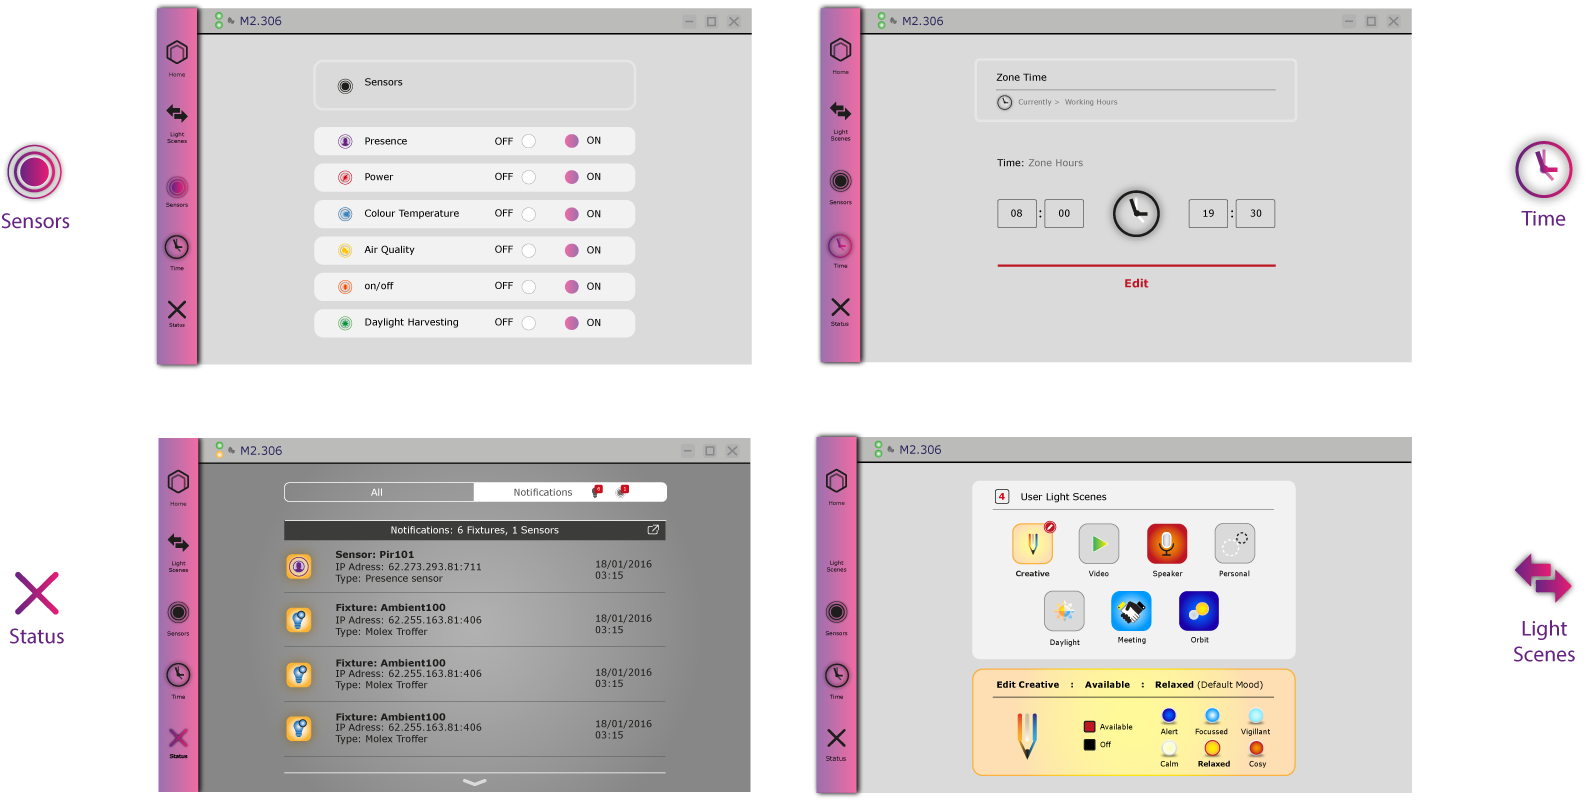 Sensors
M2.306
Home
Light
Scenes
Sensors
Time
Status
Sensors
Presence OFF ON
Power OFF ON
Colour Temperature OFF ON
Air Quality OFF ON
on/off OFF ON
Daylight Harvesting OFF ON
M2.306
Home
Light
Scenes
Sensors
Time
Status
Zone Time
Currently > Working Hours
Time: Zone Hours
08 : 00 19 : 30
Edit
Time
Status
M2.306
Home
Light
Scenes
Sensors
Time
Status
All Notifications 6 1
Notifications: 6 Fixtures, 1 Sensors
Sensor: Pir101
IP Adress: 62.273.293.81:711
Type: Presence sensor
18/01/2016
03:15
Fixture: Ambient100
IP Adress: 62.255.163.81:406
Type: Molex Troffer
18/01/2016
03:15
Fixture: Ambient100
IP Adress: 62.255.163.81:406
Type: Molex Troffer
18/01/2016
03:15
Fixture: Ambient100
IP Adress: 62.255.163.81:406
Type: Molex Troffer
18/01/2016
03:15
M2.306
Home
Light
Scenes
Sensors
Time
Status
4 User Light Scenes
Creative Video Speaker Personal
Daylight Meeting Orbit
Edit Creative : Available : Relaxed (Default Mood)
Available
Off
Alert Focussed Vigillant
Calm Relaxed Cosy
Light
Scenes